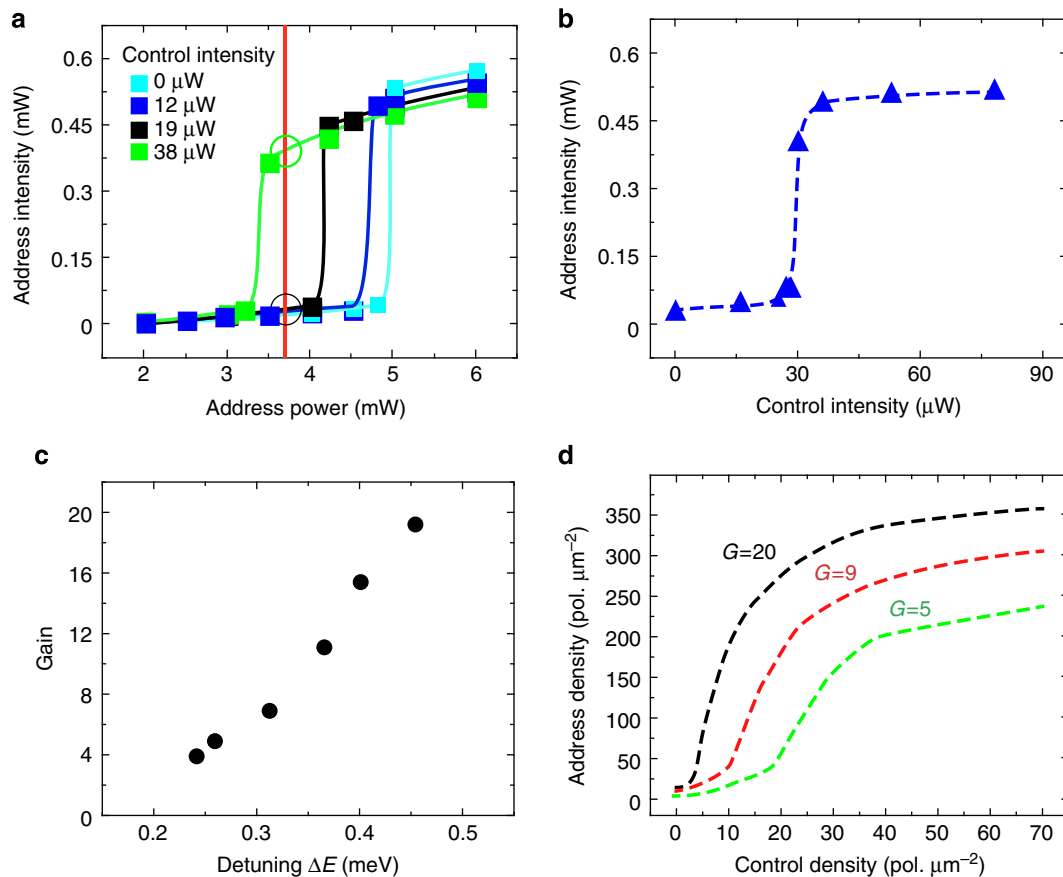 a
Control intensity
0 μW
12 μW
19 μW
38 μW
0.6
0.45
0.3
0.15
0
Address intensity (mW)
2
3
4
5
6
Address power (mW)
b
0.6
0.45
0.3
0.15
0
Address intensity (mW)
0
30
60
90
Control intensity (μW)
c
20
16
12
8
4
0
Gain
0.2
0.3
0.4
0.5
Detuning ΔE (meV)
d
350
300
250
200
150
100
50
0
Address density (pol. μm⁻²)
G=20
G=9
G=5
0
10
20
30
40
50
60
70
Control density (pol. μm⁻²)